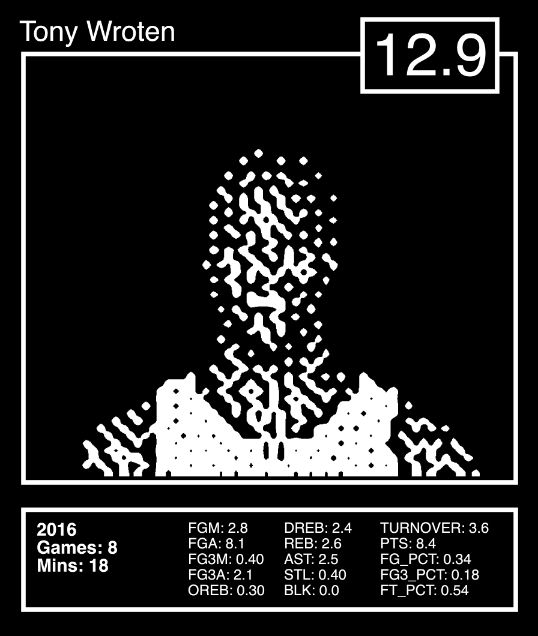 Tony Wroten
12.9
2016
Games: 8
Mins: 18
FGM: 2.8
FGA: 8.1
FG3M: 0.40
FG3A: 2.1
OREB: 0.30
DREB: 2.4
REB: 2.6
AST: 2.5
STL: 0.40
BLK: 0.0
TURNOVER: 3.6
PTS: 8.4
FG_PCT: 0.34
FG3_PCT: 0.18
FT_PCT: 0.54